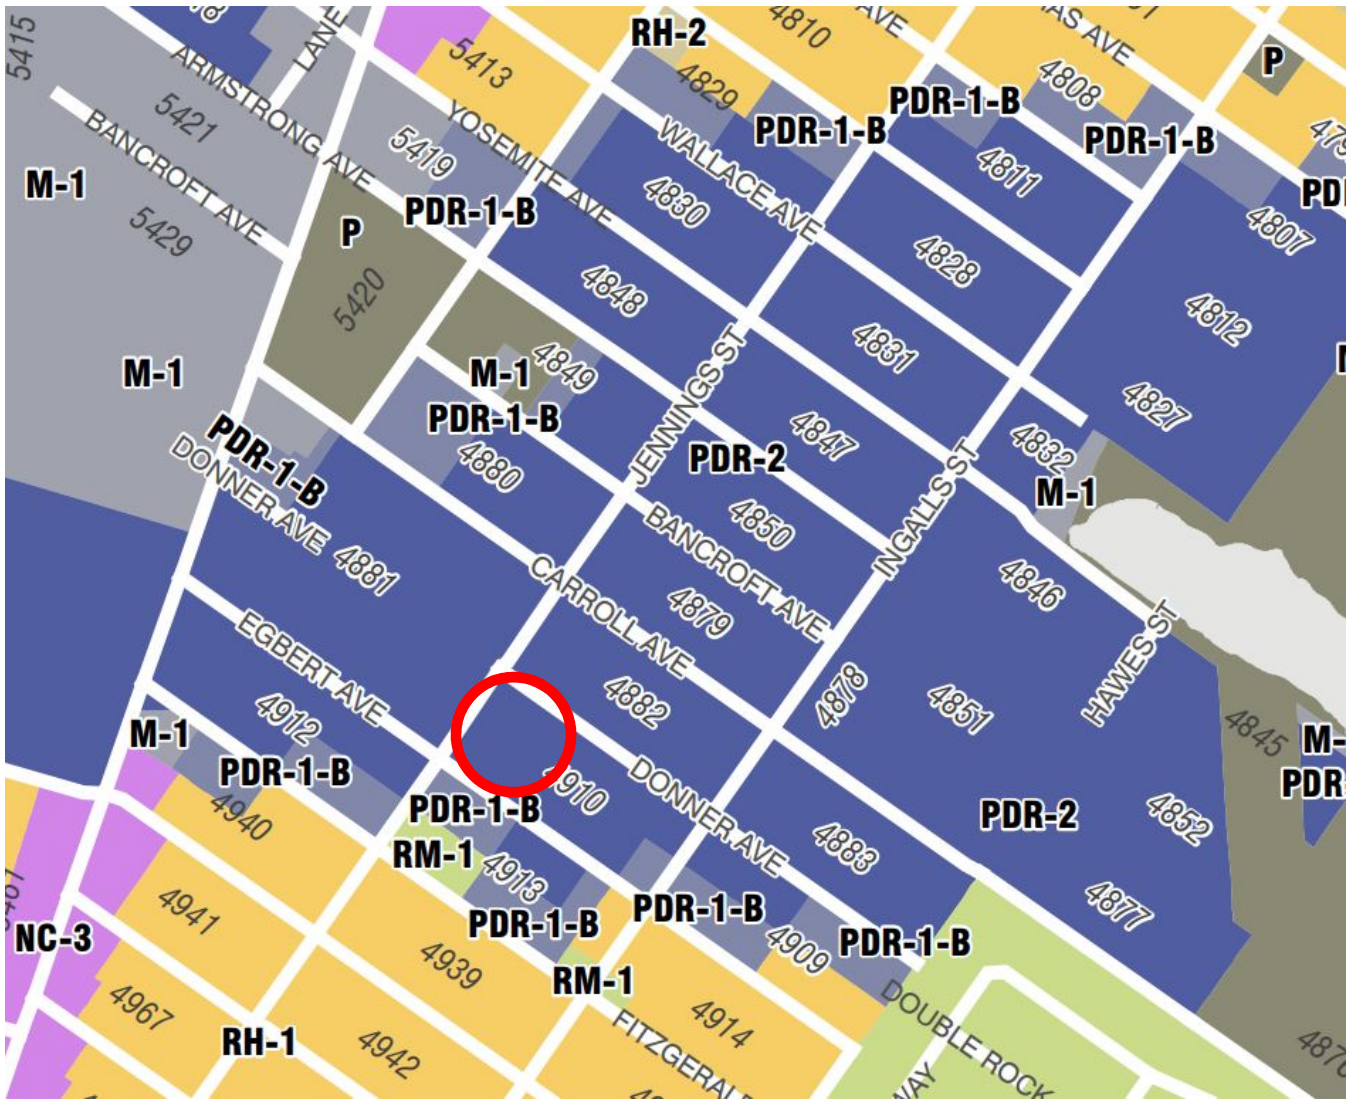 5415
LANE
RH-2
4810
AVE
AS AVE
P
ARMSTRONG AVE
5413
4829
4808
PDR-1-B
5421
YOSEMITE AVE
PDR-1-B
PDR-1-B
BANCROFT AVE
5419
WALLACE AVE
4811
M-1
4830
PDR-1-B
4807
5429
P
4828
5420
4848
4812
4831
M-1
M-1
4849
JENNINGS ST
4827
PDR-1-B
PDR-1-B
4847
4832
DONNER AVE
4880
PDR-2
INGALLS ST
M-1
4881
BANCROFT AVE
4850
CARROLL AVE
4879
4846
EGBERT AVE
HAWES ST
4882
4878
4851
4912
4845
M-1
PDR-1-B
4910
DONNER AVE
PDR-2
4852
4940
PDR-1-B
4883
RM-1
4913
4877
4941
PDR-1-B
PDR-1-B
PDR-1-B
NC-3
4939
4909
RM-1
4967
4914
DOUBLE ROCK
RH-1
4942
FITZGERAL
WAY